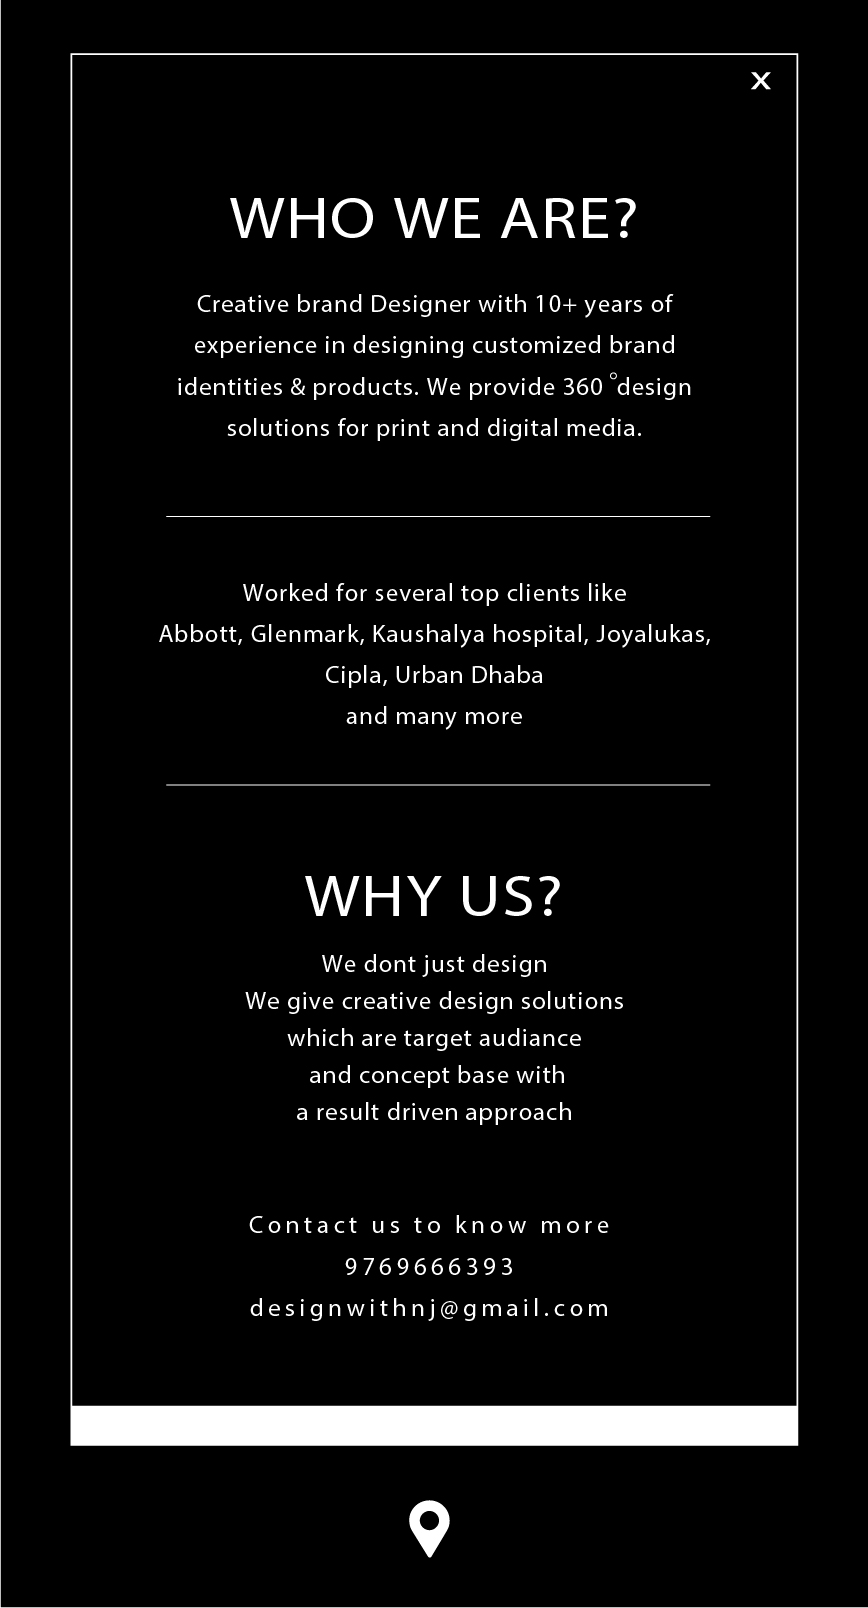 X
WHO WE ARE?
Creative brand Designer with 10+ years of
experience in designing customized brand
identities & products. We provide 360 °design
solutions for print and digital media.
Worked for several top clients like
Abbott, Glenmark, Kaushalya hospital, Joyalukas,
Cipla, Urban Dhaba
and many more
WHY US?
We dont just design
We give creative design solutions
which are target audiance
and concept base with
a result driven approach
Contact us to know more
9769666393
designwithnj@gmail.com